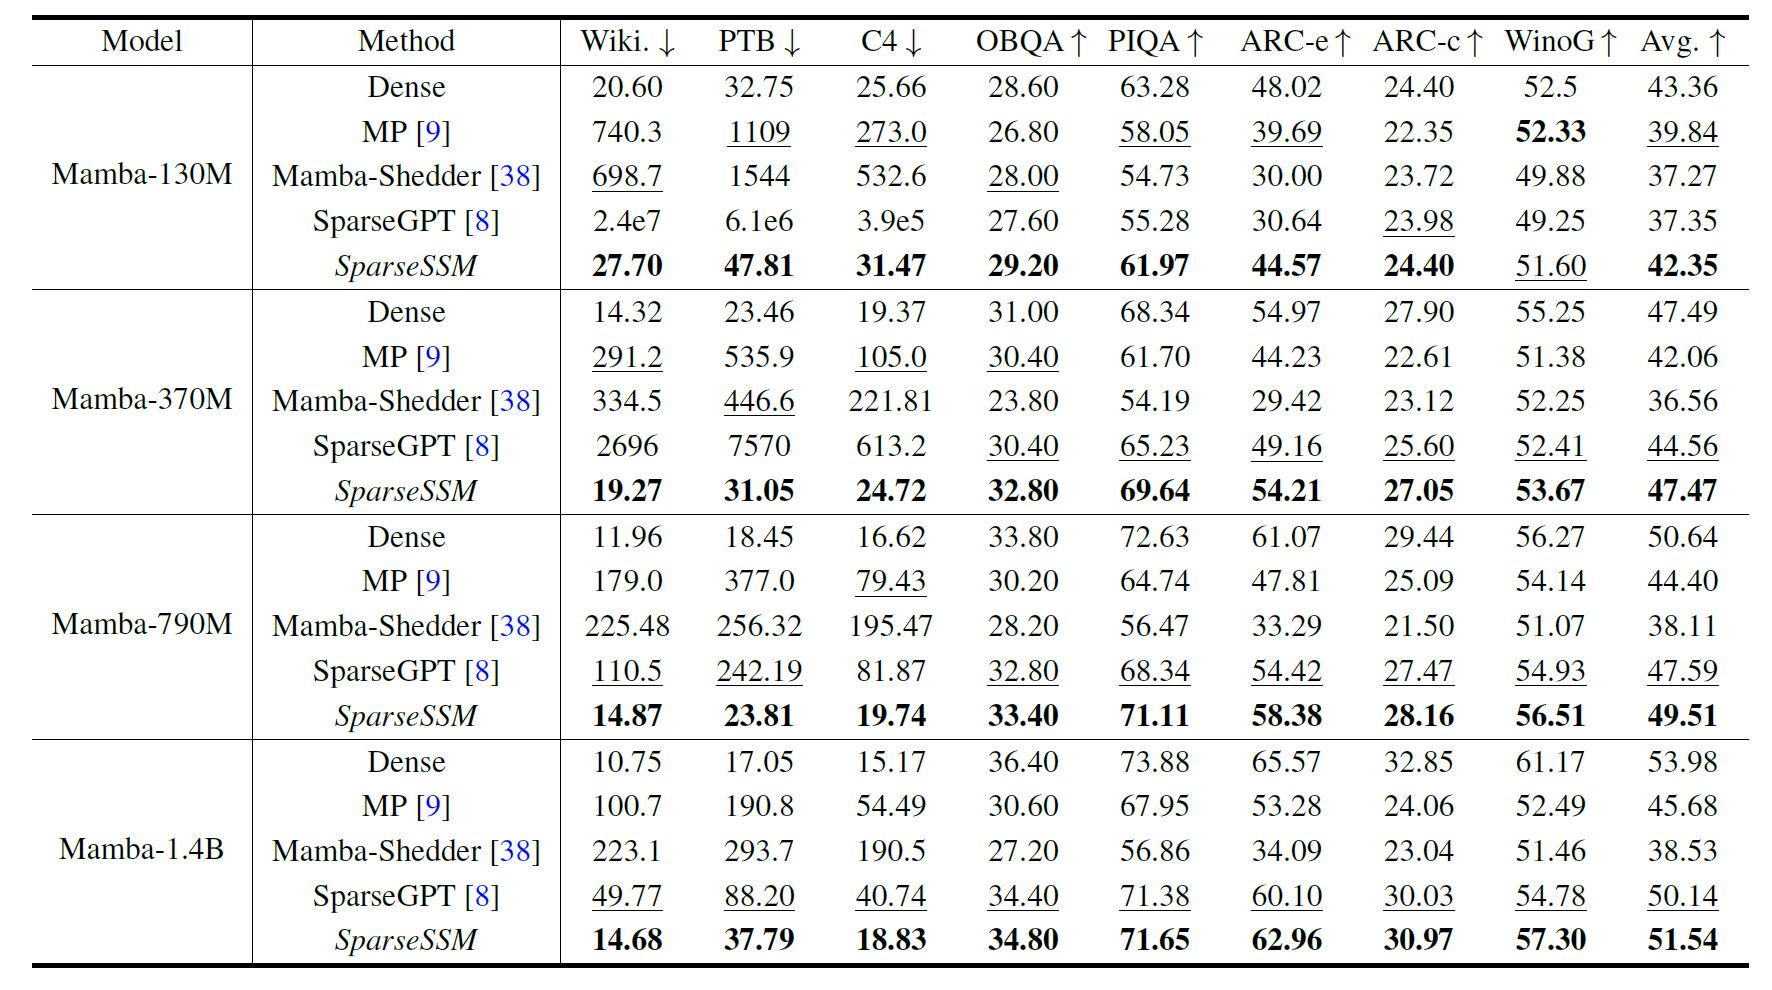 Model Method Wiki. ↓ PTB ↓ C4 ↓ OBQA ↑ PIQA ↑ ARC-e ↑ ARC-c ↑ WinoG ↑ Avg. ↑
Dense 20.60 32.75 25.66 28.60 63.28 48.02 24.40 52.5 43.36
MP [9] 740.3 1109 273.0 26.80 58.05 39.69 22.35 52.33 39.84
Mamba-130M Mamba-Shedder [38] 698.7 1544 532.6 28.00 54.73 30.00 23.72 49.88 37.27
SparseGPT [8] 2.4e7 6.1e6 3.9e5 27.60 55.28 30.64 23.98 49.25 37.35
SparseSSM 27.70 47.81 31.47 29.20 61.97 44.57 24.40 51.60 42.35
Dense 14.32 23.46 19.37 31.00 68.34 54.97 27.90 55.25 47.49
MP [9] 291.2 535.9 105.0 30.40 61.70 44.23 22.61 51.38 42.06
Mamba-370M Mamba-Shedder [38] 334.5 446.6 221.81 23.80 54.19 29.42 23.12 52.25 36.56
SparseGPT [8] 2696 7570 613.2 30.40 65.23 49.16 25.60 52.41 44.56
SparseSSM 19.27 31.05 24.72 32.80 69.64 54.21 27.05 53.67 47.47
Dense 11.96 18.45 16.62 33.80 72.63 61.07 29.44 56.27 50.64
MP [9] 179.0 377.0 79.43 30.20 64.74 47.81 25.09 54.14 44.40
Mamba-790M Mamba-Shedder [38] 225.48 256.32 195.47 28.20 56.47 33.29 21.50 51.07 38.11
SparseGPT [8] 110.5 242.19 81.87 32.80 68.34 54.42 27.47 54.93 47.59
SparseSSM 14.87 23.81 19.74 33.40 71.11 58.38 28.16 56.51 49.51
Dense 10.75 17.05 15.17 36.40 73.88 65.57 32.85 61.17 53.98
MP [9] 100.7 190.8 54.49 30.60 67.95 53.28 24.06 52.49 45.68
Mamba-1.4B Mamba-Shedder [38] 223.1 293.7 190.5 27.20 56.86 34.09 23.04 51.46 38.53
SparseGPT [8] 49.77 88.20 40.74 34.40 71.38 60.10 30.03 54.78 50.14
SparseSSM 14.68 37.79 18.83 34.80 71.65 62.96 30.97 57.30 51.54